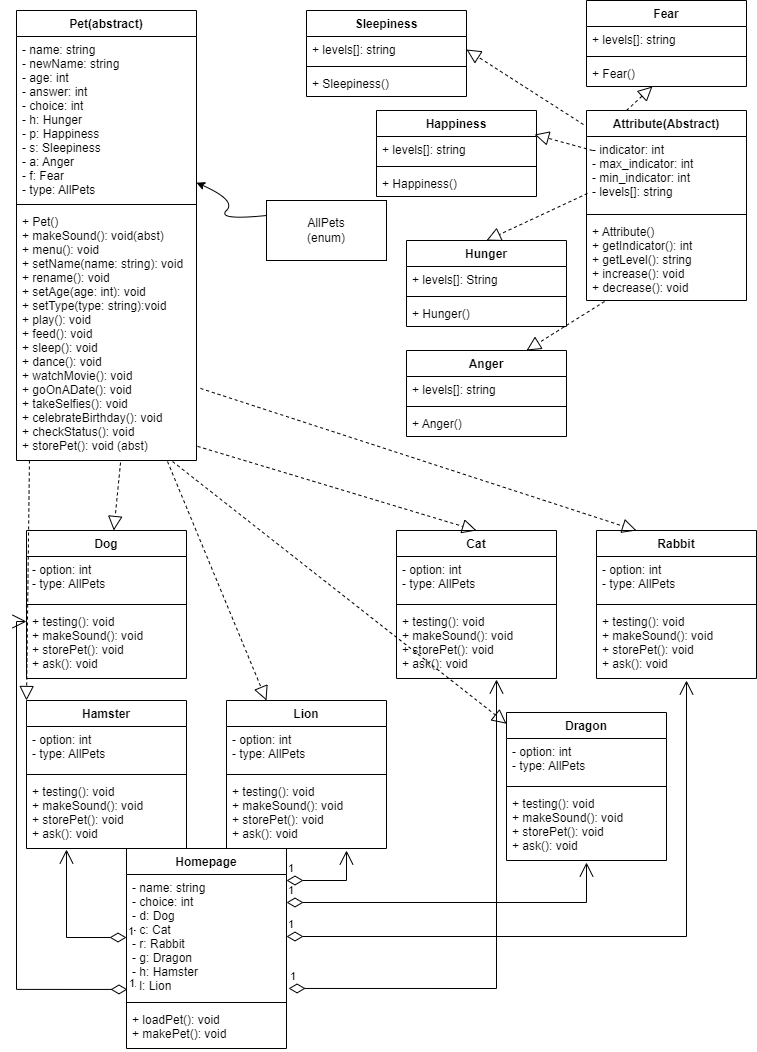 Pet(abstract)
- name: string
- newName: string
- age: int
- answer: int
- choice: int
- h: Hunger
- p: Happiness
- s: Sleepiness
- a: Anger
- f: Fear
- type: AllPets
+ Pet()
+ makeSound(): void(abst)
+ menu(): void
+ setName(name: string): void
+ rename(): void
+ setAge(age: int): void
+ setType(type: string):void
+ play(): void
+ feed(): void
+ sleep(): void
+ dance(): void
+ watchMovie(): void
+ goOnADate(): void
+ takeSelfies(): void
+ celebrateBirthday(): void
+ checkStatus(): void
+ storePet(): void (abst)
AllPets
(enum)
Sleepiness
+ levels[]: string
+ Sleepiness()
Fear
+ levels[]: string
+ Fear()
Happiness
+ levels[]: string
+ Happiness()
Attribute(Abstract)
- indicator: int
- max_indicator: int
- min_indicator: int
- levels[]: string
+ Attribute()
+ getIndicator(): int
+ getLevel(): string
+ increase(): void
+ decrease(): void
Hunger
+ levels[]: String
+ Hunger()
Anger
+ levels[]: string
+ Anger()
Dog
- option: int
- type: AllPets
+ testing(): void
+ makeSound(): void
+ storePet(): void
+ ask(): void
Cat
- option: int
- type: AllPets
+ testing(): void
+ makeSound(): void
+ storePet(): void
+ ask(): void
Rabbit
- option: int
- type: AllPets
+ testing(): void
+ makeSound(): void
+ storePet(): void
+ ask(): void
Hamster
- option: int
- type: AllPets
+ testing(): void
+ makeSound(): void
+ storePet(): void
+ ask(): void
Lion
- option: int
- type: AllPets
+ testing(): void
+ makeSound(): void
+ storePet(): void
+ ask(): void
Dragon
- option: int
- type: AllPets
+ testing(): void
+ makeSound(): void
+ storePet(): void
+ ask(): void
Homepage
- name: string
- choice: int
- d: Dog
- c: Cat
- r: Rabbit
- g: Dragon
- h: Hamster
- l: Lion
+ loadPet(): void
+ makePet(): void
1
1
1
1
1
1